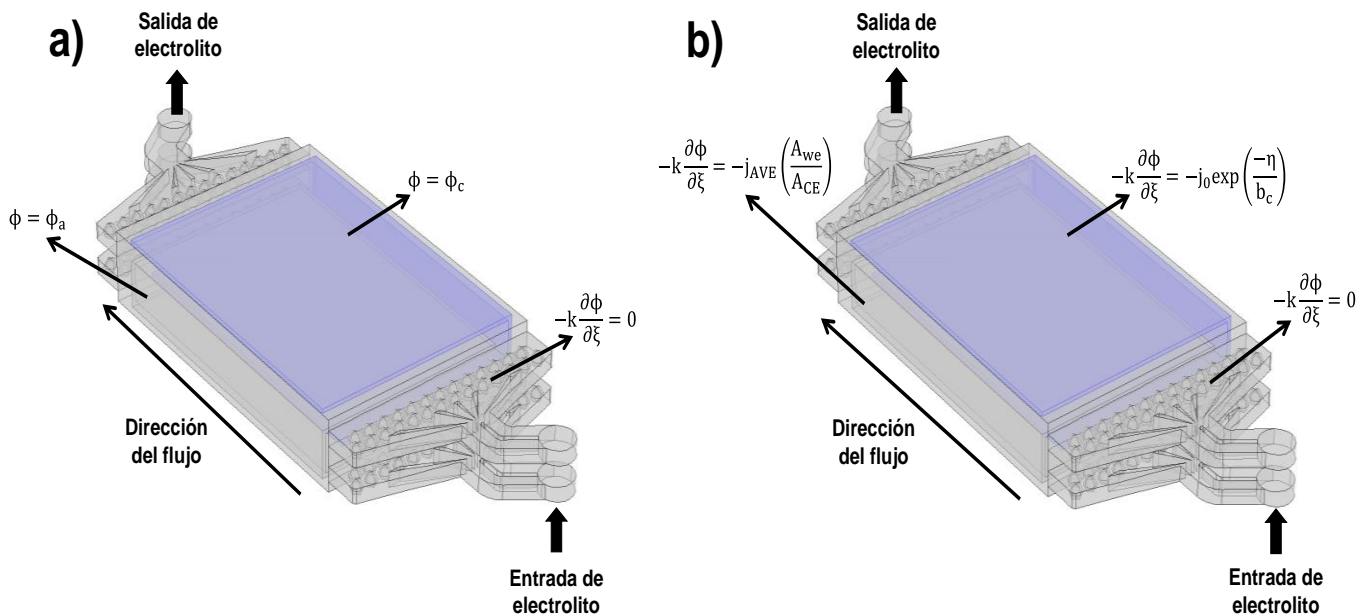 a)
Salida de
electrolito
ϕ = ϕc
ϕ = ϕa
−k ∂ϕ/∂ξ = 0
Dirección
del flujo
Entrada de
electrolito
b)
Salida de
electrolito
−k ∂ϕ/∂ξ = −jAVE (Awe/ACE)
−k ∂ϕ/∂ξ = −j0 exp(−η/bc)
−k ∂ϕ/∂ξ = 0
Dirección
del flujo
Entrada de
electrolito